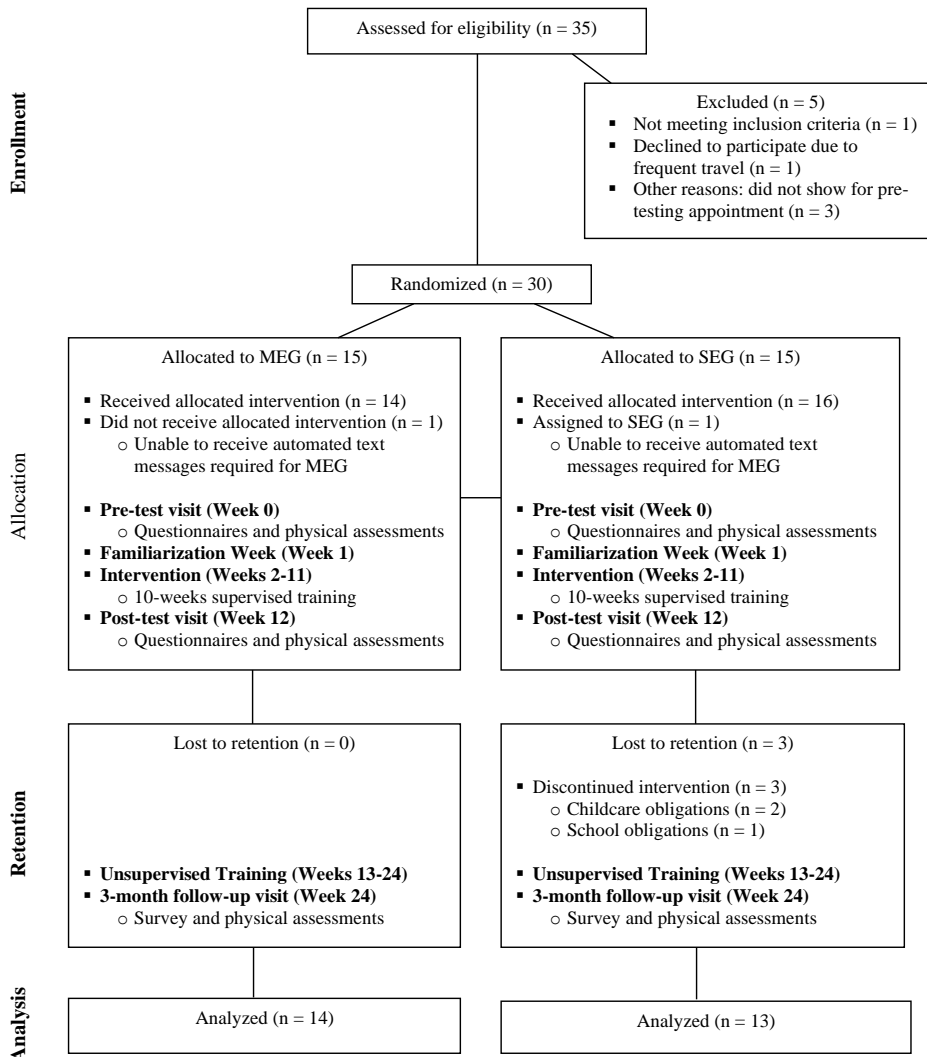 Assessed for eligibility (n = 35)
Enrollment
Excluded (n = 5)
▪ Not meeting inclusion criteria (n = 1)
▪ Declined to participate due to
frequent travel (n = 1)
▪ Other reasons: did not show for pre-
testing appointment (n = 3)
Randomized (n = 30)
Allocation
Allocated to MEG (n = 15)
▪ Received allocated intervention (n = 14)
▪ Did not receive allocated intervention (n = 1)
o Unable to receive automated text
messages required for MEG
▪ Pre-test visit (Week 0)
o Questionnaires and physical assessments
▪ Familiarization Week (Week 1)
▪ Intervention (Weeks 2-11)
o 10-weeks supervised training
▪ Post-test visit (Week 12)
o Questionnaires and physical assessments
Allocated to SEG (n = 15)
▪ Received allocated intervention (n = 16)
▪ Assigned to SEG (n = 1)
o Unable to receive automated text
messages required for MEG
▪ Pre-test visit (Week 0)
o Questionnaires and physical assessments
▪ Familiarization Week (Week 1)
▪ Intervention (Weeks 2-11)
o 10-weeks supervised training
▪ Post-test visit (Week 12)
o Questionnaires and physical assessments
Retention
Lost to retention (n = 0)
▪ Unsupervised Training (Weeks 13-24)
▪ 3-month follow-up visit (Week 24)
o Survey and physical assessments
Lost to retention (n = 3)
▪ Discontinued intervention (n = 3)
o Childcare obligations (n = 2)
o School obligations (n = 1)
▪ Unsupervised Training (Weeks 13-24)
▪ 3-month follow-up visit (Week 24)
o Survey and physical assessments
Analysis
Analyzed (n = 14)
Analyzed (n = 13)